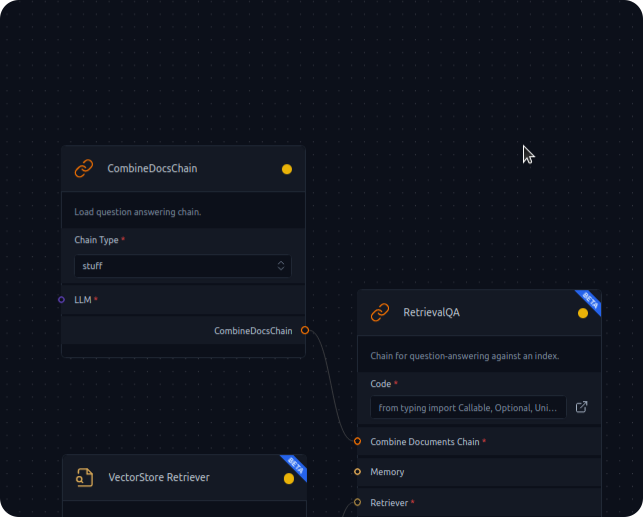 CombineDocsChain
Load question answering chain.
Chain Type *
stuff
LLM *
CombineDocsChain
BETA
RetrievalQA
Chain for question-answering against an index.
Code *
from typing import Callable, Optional, Uni...
Combine Documents Chain *
Memory
Retriever *
BETA
VectorStore Retriever